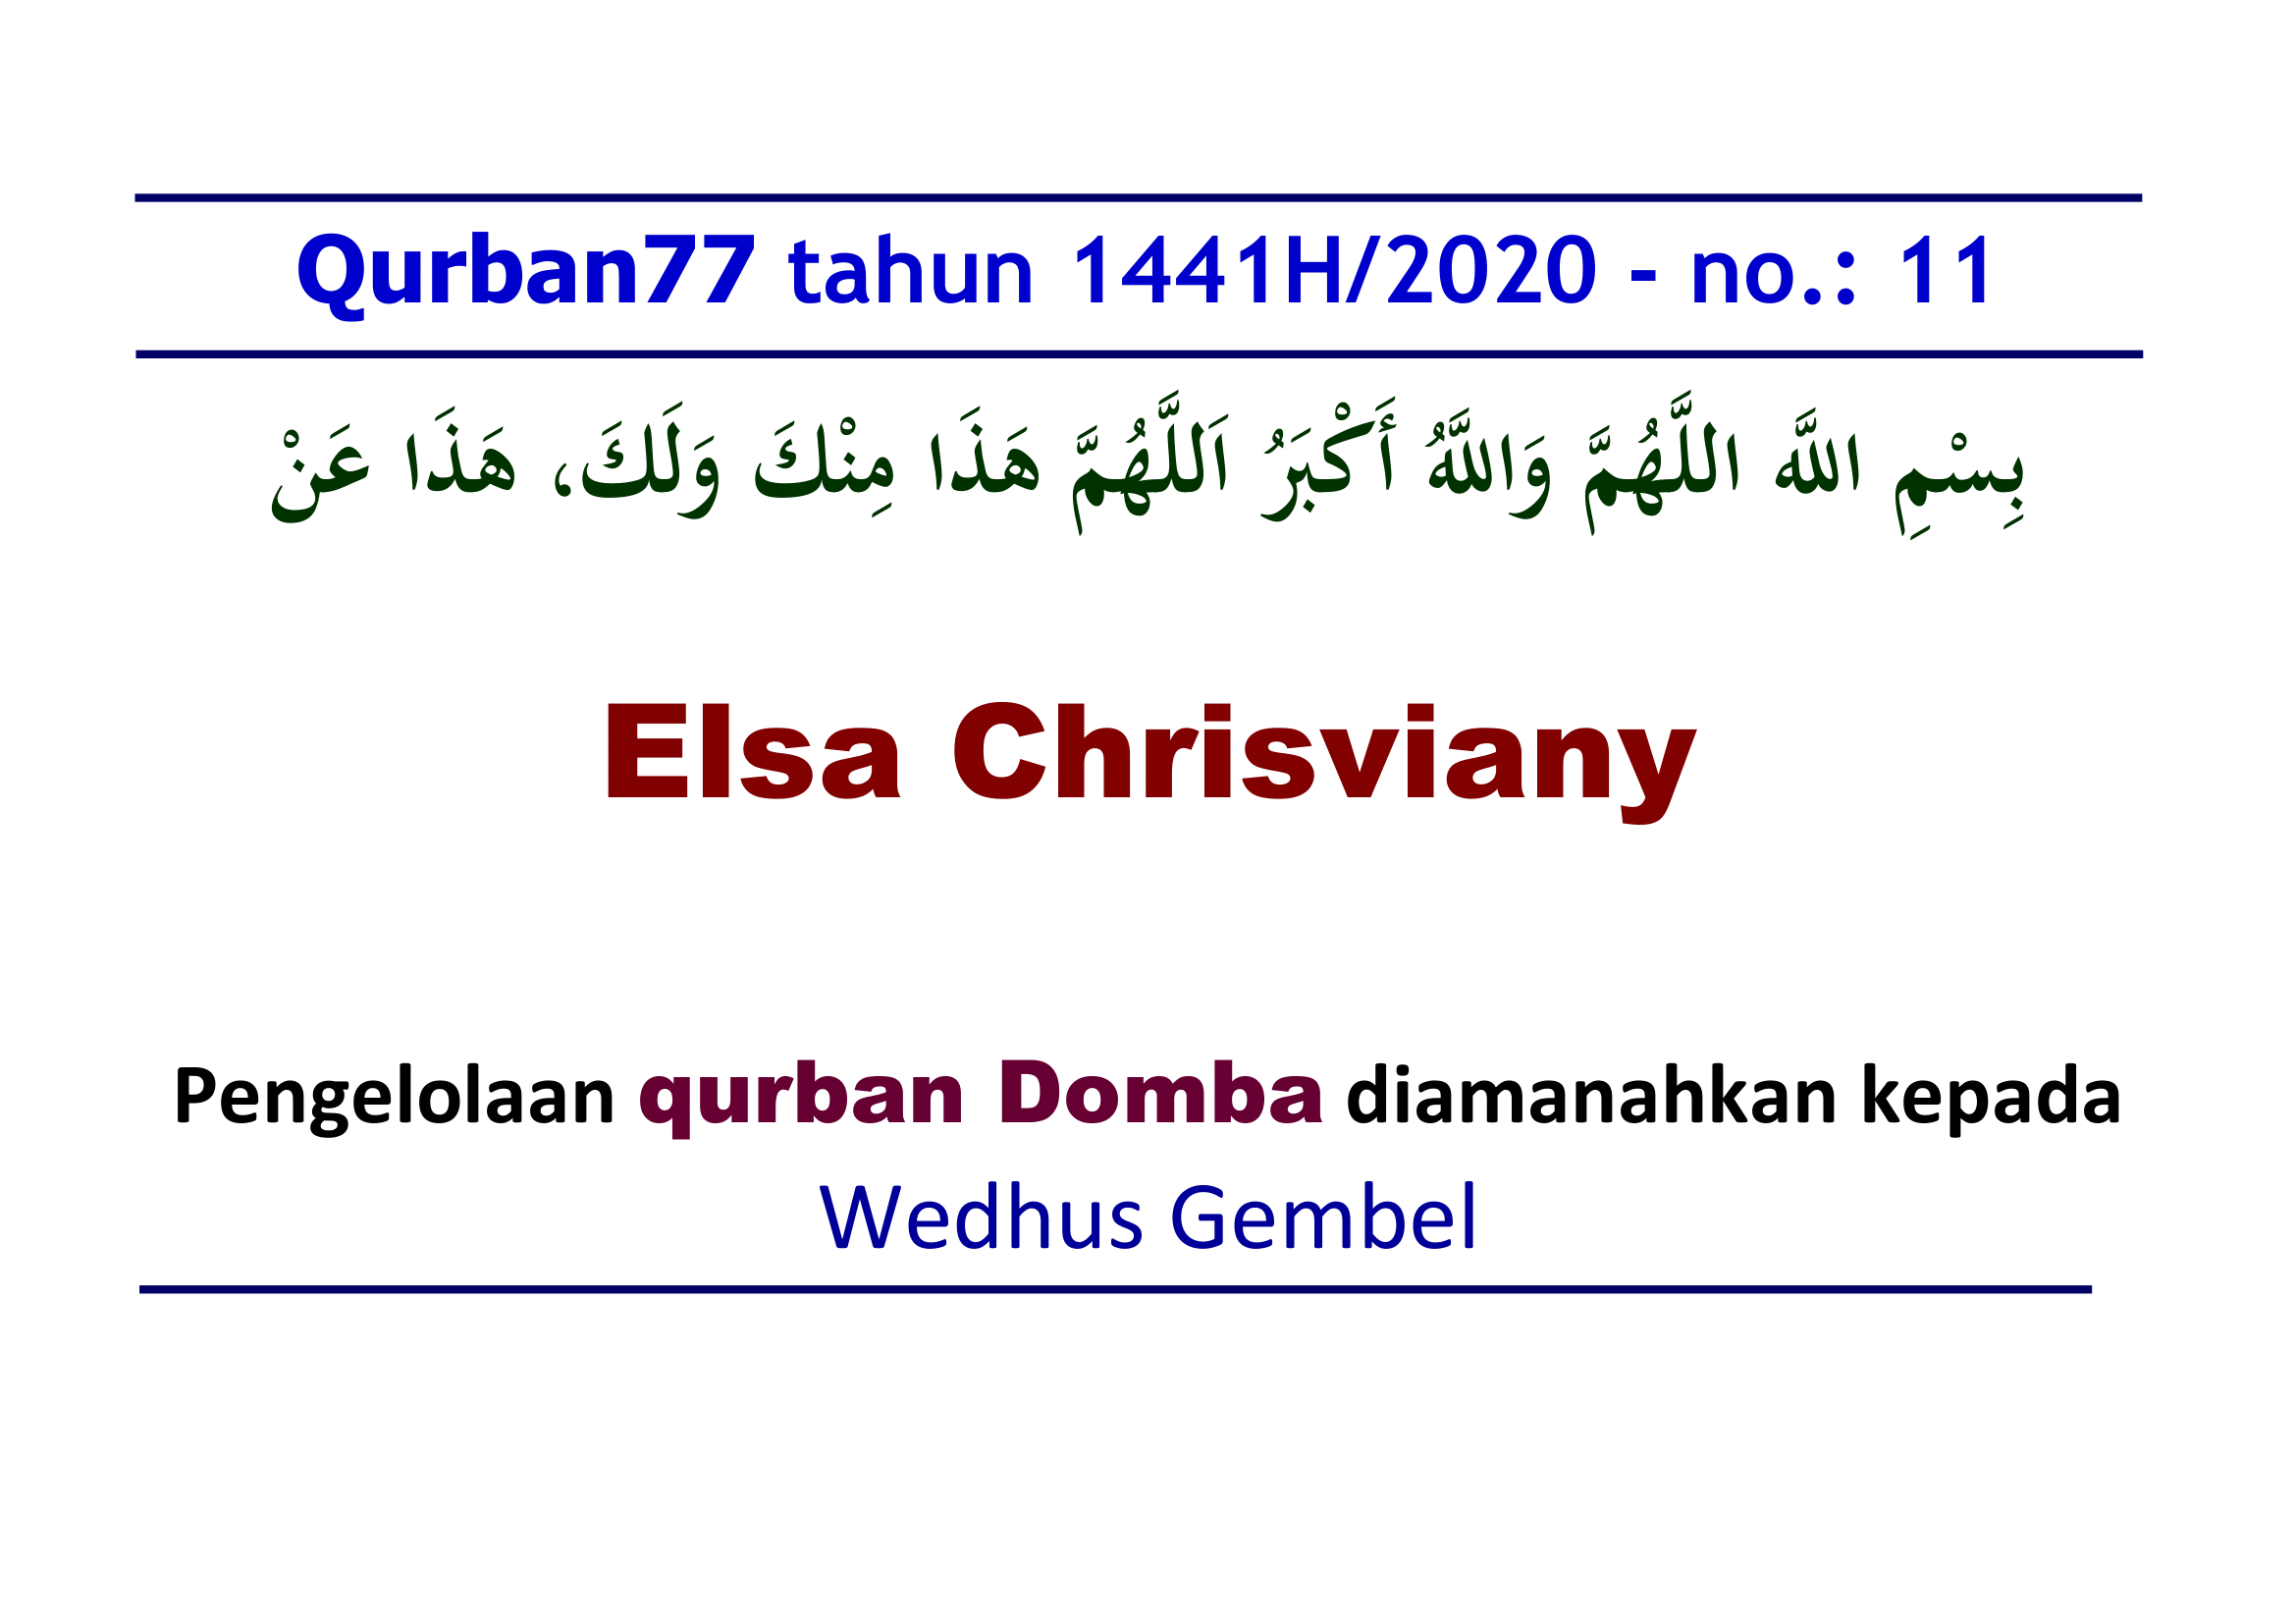 Qurban77 tahun 1441H/2020 - no.: 11
بِسْمِ اللَّه اللَّهمَّ وَاللَّهُ أَكْبَرُ اَللَّهُمَّ هَذَا مِنْكَ وَلَكَ، هَذَا عَنْ
Elsa Chrisviany
Pengelolaan qurban Domba diamanahkan kepada
Wedhus Gembel